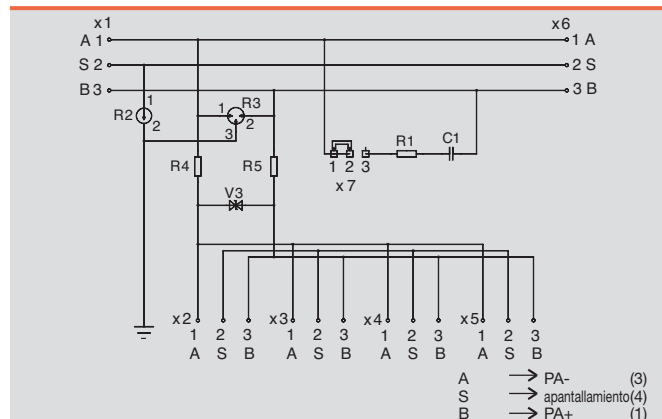 x1 x6
A 1 1 A
S 2 2 S
B 3 3 B
R2 1 2
1 R3 2 3
R4 R5
R1 C1
1 2 3
x7
V3
x2 x3 x4 x5
1 2 3 1 2 3 1 2 3 1 2 3
A S B A S B A S B A S B
A PA- (3)
S apantallamiento (4)
B PA+ (1)